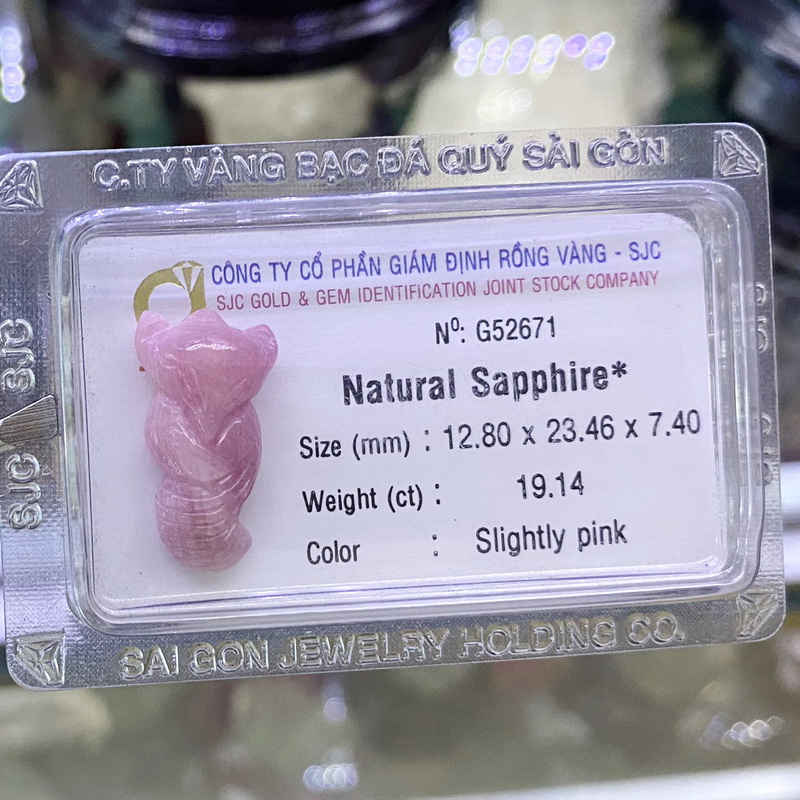 C.TY VÀNG BẠC ĐÁ QUÝ SÀI GÒN
CÔNG TY CỔ PHẦN GIÁM ĐỊNH RỒNG VÀNG - SJC
SJC GOLD & GEM IDENTIFICATION JOINT STOCK COMPANY
Nº: G52671
Natural Sapphire*
Size (mm) : 12.80 x 23.46 x 7.40
Weight (ct) : 19.14
Color : Slightly pink
SAI GON JEWELRY HOLDING CO.
SJC
SJC